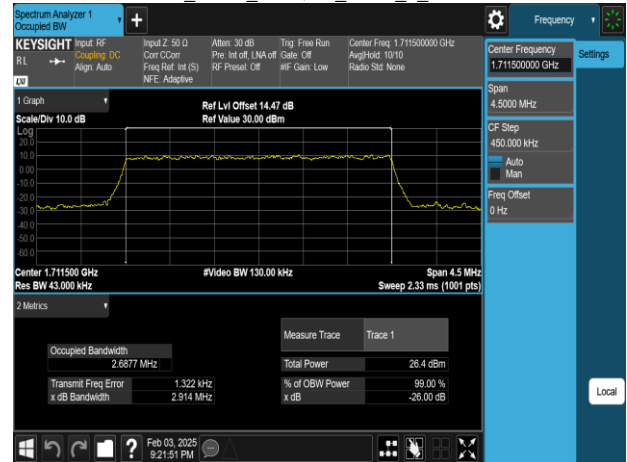 Spectrum Analyzer 1
Occupied BW
Frequency
KEYSIGHT
RL
LXI
Input: RF
Coupling: DC
Align: Auto
Input Z: 50 Ω
Corr CCorr
Freq Ref: Int (S)
NFE: Adaptive
Atten: 30 dB
Pre: Int off, LNA off
RF Presel: Off
Trig: Free Run
Gate: Off
#IF Gain: Low
Center Freq: 1.711500000 GHz
Avg|Hold: 10/10
Radio Std: None
Center Frequency
1.711500000 GHz
Settings
Span
4.5000 MHz
CF Step
450.000 kHz
Auto
Man
Freq Offset
0 Hz
Local
1 Graph
Scale/Div 10.0 dB
Ref Lvl Offset 14.47 dB
Ref Value 30.00 dBm
Log
20.0
10.0
0.00
-10.0
-20.0
-30.0
-40.0
-50.0
-60.0
Center 1.711500 GHz
Res BW 43.000 kHz
#Video BW 130.00 kHz
Span 4.5 MHz
Sweep 2.33 ms (1001 pts)
2 Metrics
Measure Trace Trace 1
Occupied Bandwidth
2.6877 MHz
Total Power 26.4 dBm
Transmit Freq Error 1.322 kHz
% of OBW Power 99.00 %
x dB Bandwidth 2.914 MHz
x dB -26.00 dB
Feb 03, 2025
9:21:51 PM